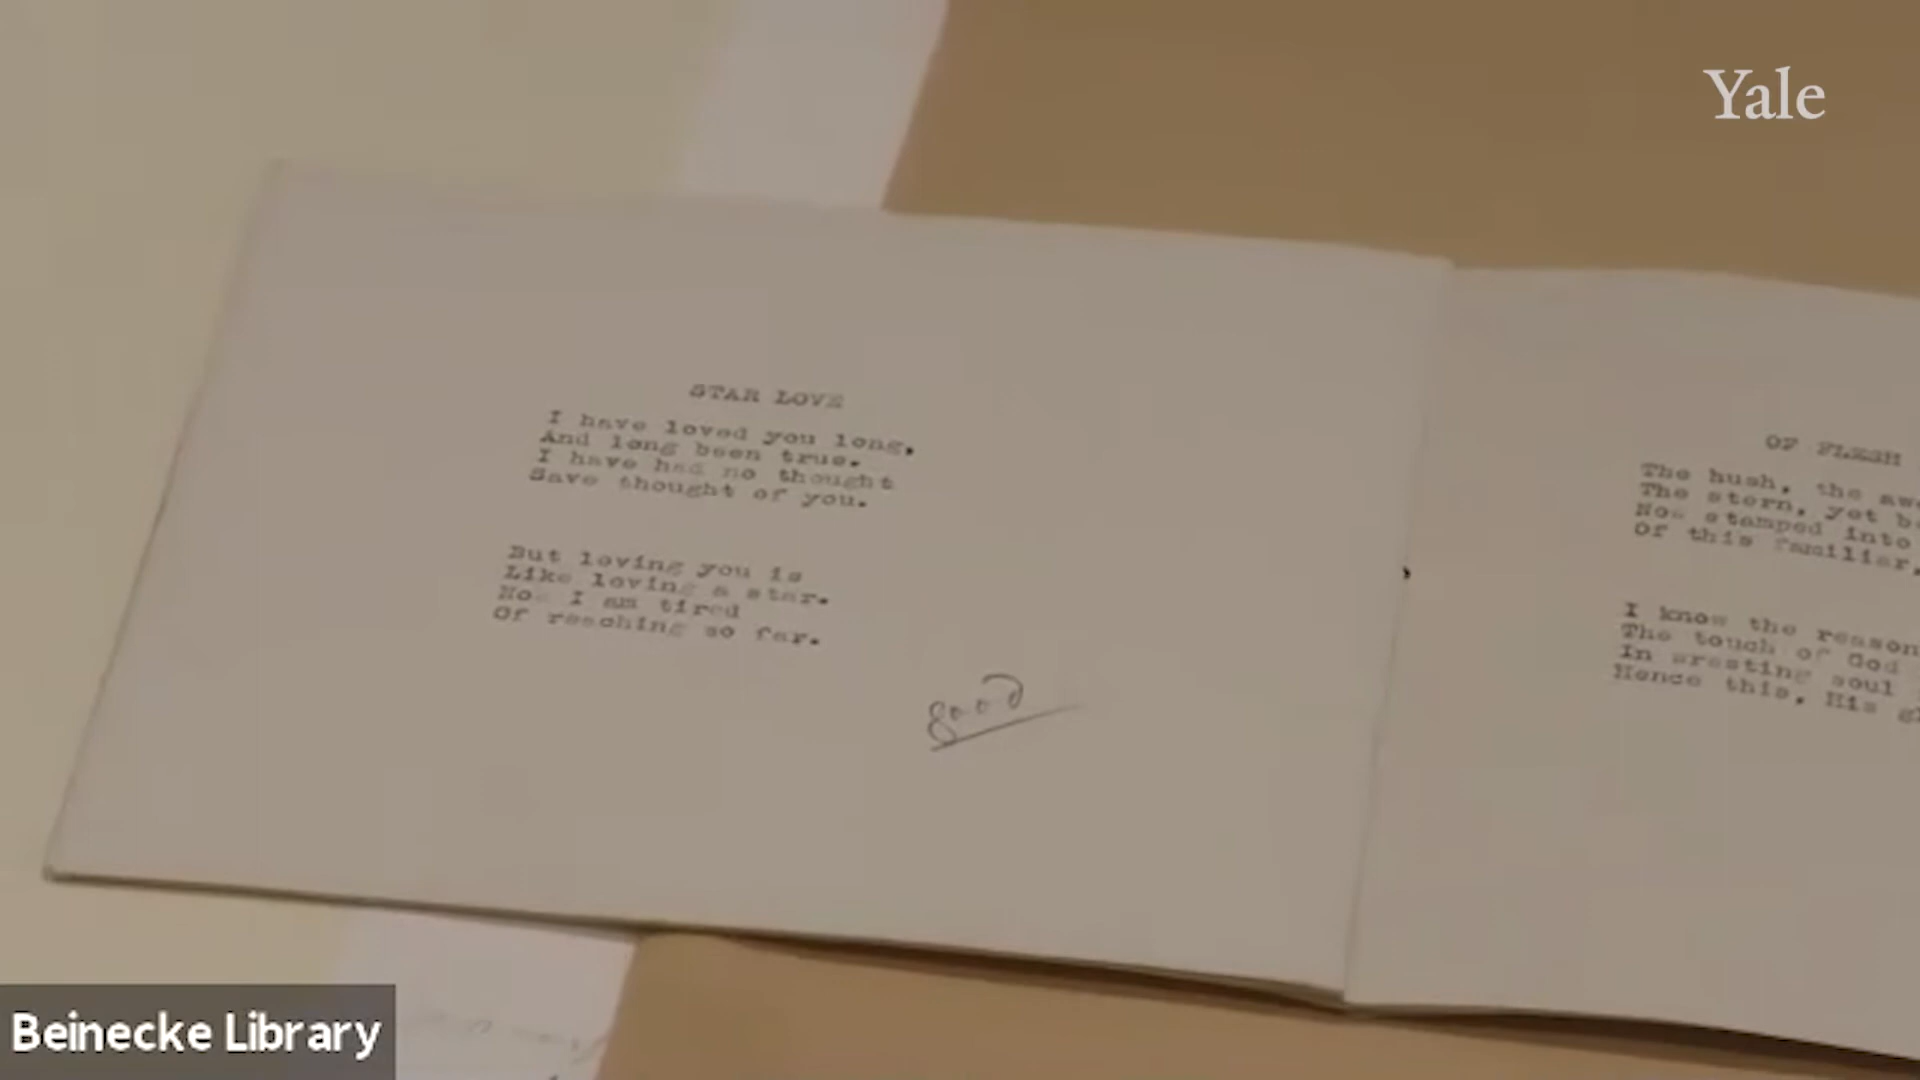 Yale
STAR LOVE
I have loved you long,
And long been true.
I have had no thought
Save thought of you.
But loving you is
Like loving a star.
Now I am tired
Of reaching so far.
good
OF FLESH
The hush, the
The stern, yet
Now stamped into
Of this familiar,
I know the reason
The touch of God
In wresting soul
Hence this, His
Beinecke Library